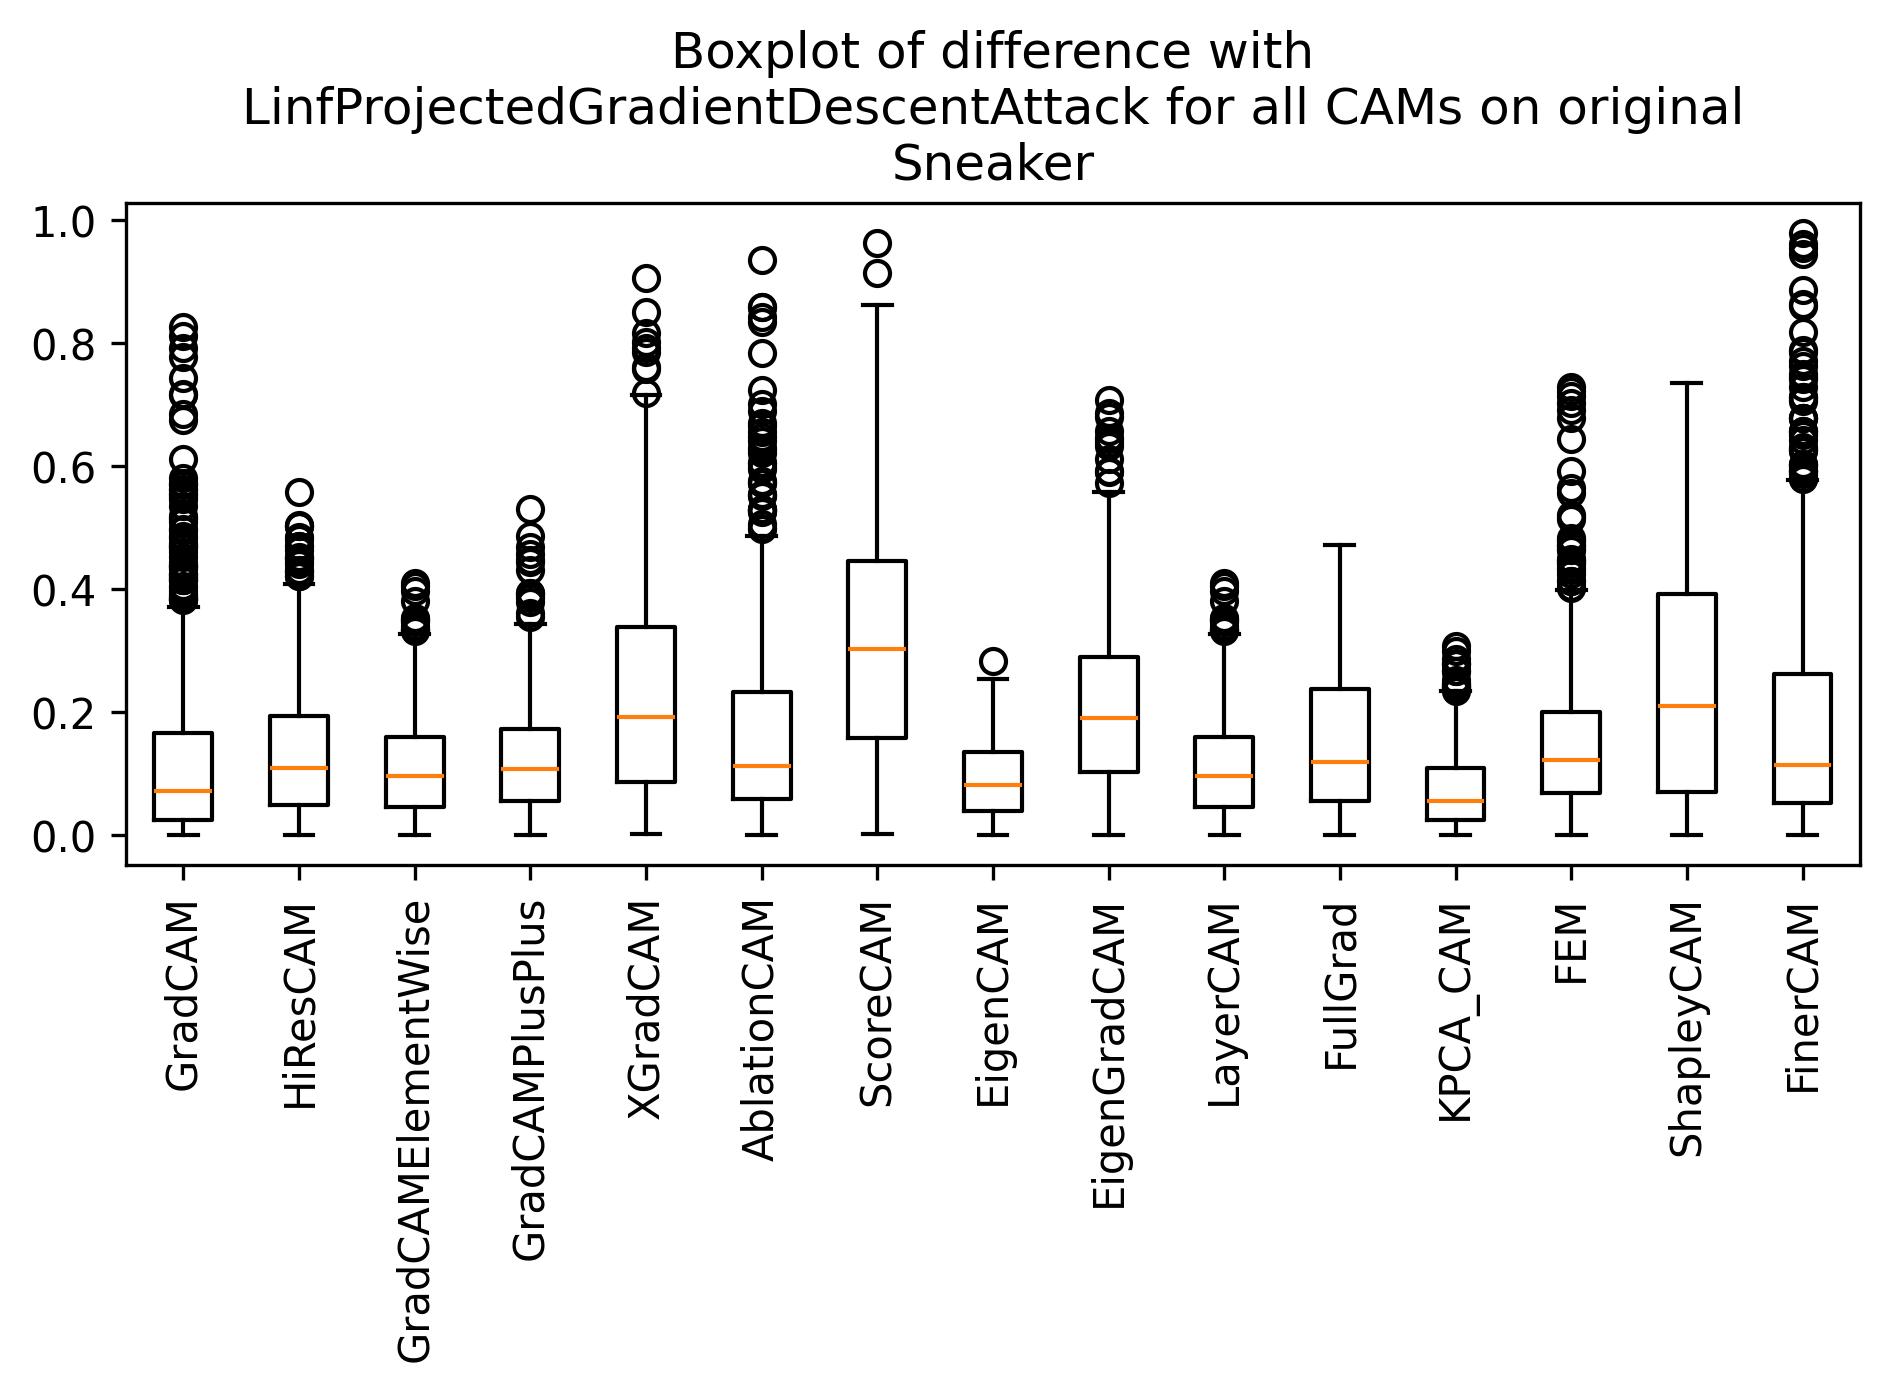 Boxplot of difference with
LinfProjectedGradientDescentAttack for all CAMs on original
Sneaker
1.0
0.8
0.6
0.4
0.2
0.0
GradCAM
HiResCAM
GradCAMElementWise
GradCAMPlusPlus
XGradCAM
AblationCAM
ScoreCAM
EigenCAM
EigenGradCAM
LayerCAM
FullGrad
KPCA_CAM
FEM
ShapleyCAM
FinerCAM